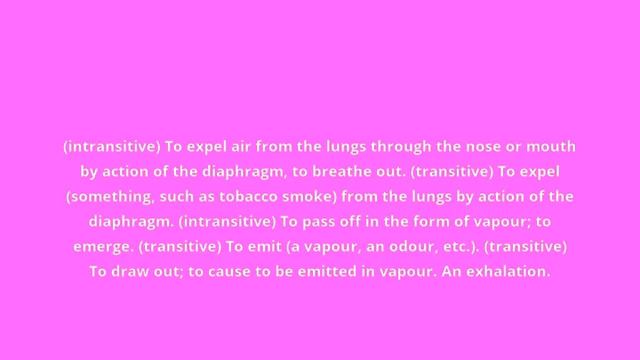 (intransitive) To expel air from the lungs through the nose or mouth
by action of the diaphragm, to breathe out. (transitive) To expel
(something, such as tobacco smoke) from the lungs by action of the
diaphragm. (intransitive) To pass off in the form of vapour; to
emerge. (transitive) To emit (a vapour, an odour, etc.). (transitive)
To draw out; to cause to be emitted in vapour. An exhalation.